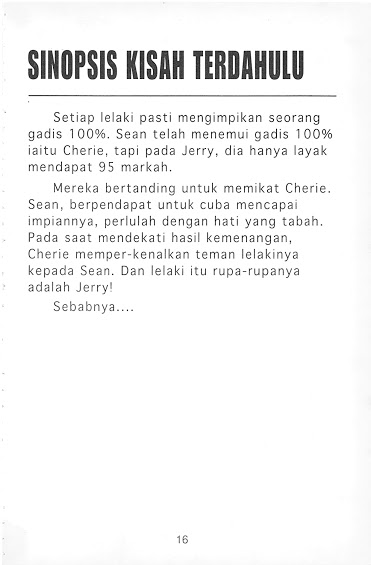 SINOPSIS KISAH TERDAHULU
Setiap lelaki pasti mengimpikan seorang
gadis 100%. Sean telah menemui gadis 100%
iaitu Cherie, tapi pada Jerry, dia hanya layak
mendapat 95 markah.
Mereka bertanding untuk memikat Cherie.
Sean, berpendapat untuk cuba mencapai
impiannya, perlulah dengan hati yang tabah.
Pada saat mendekati hasil kemenangan,
Cherie memper-kenalkan teman lelakinya
kepada Sean. Dan lelaki itu rupa-rupanya
adalah Jerry!
Sebabnya....
16